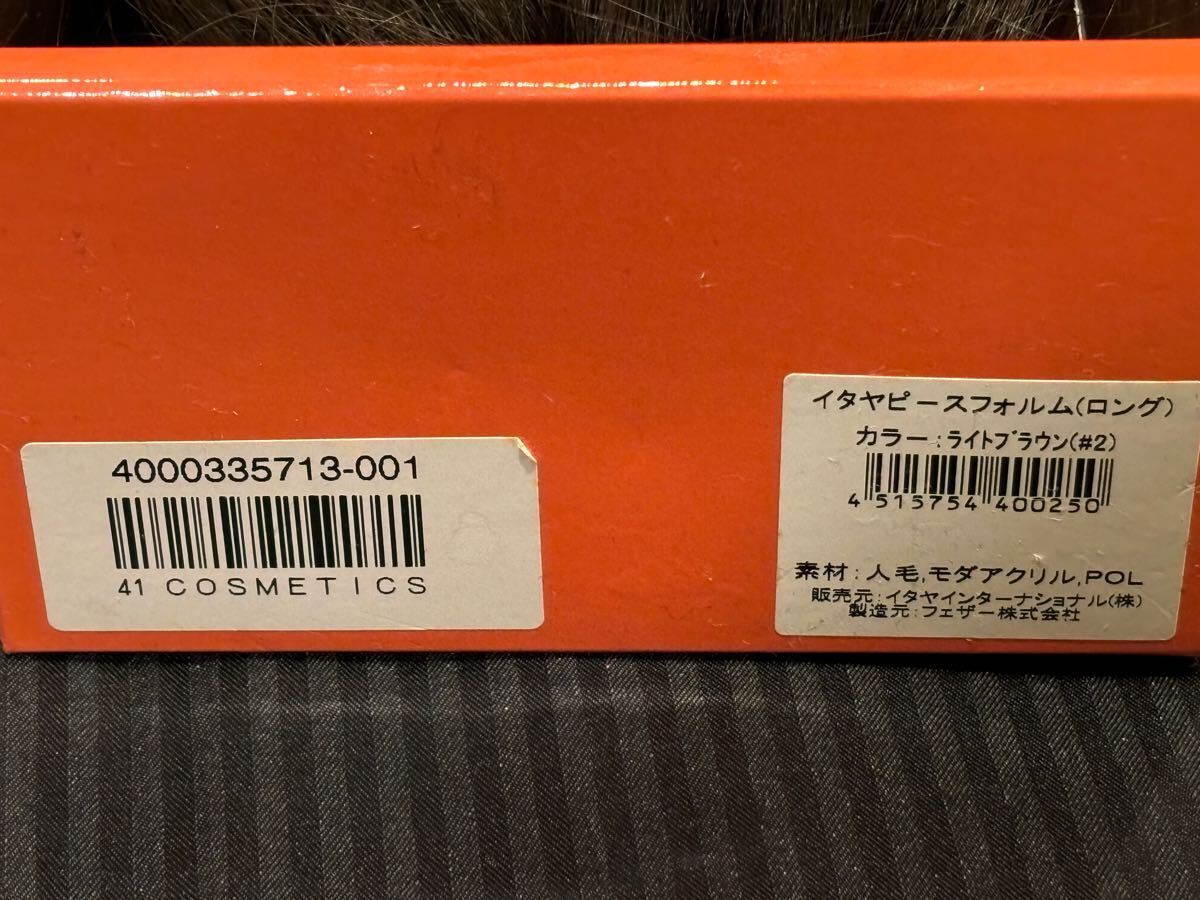 4000335713-001
41 COSMETICS
イタヤピースフォルム(ロング)
カラー:ライトブラウン(#2)
4 515754 400250
素材:人毛,モダアクリル,POL
販売元:イタヤインターナショナル(株)
製造元:フェザー株式会社